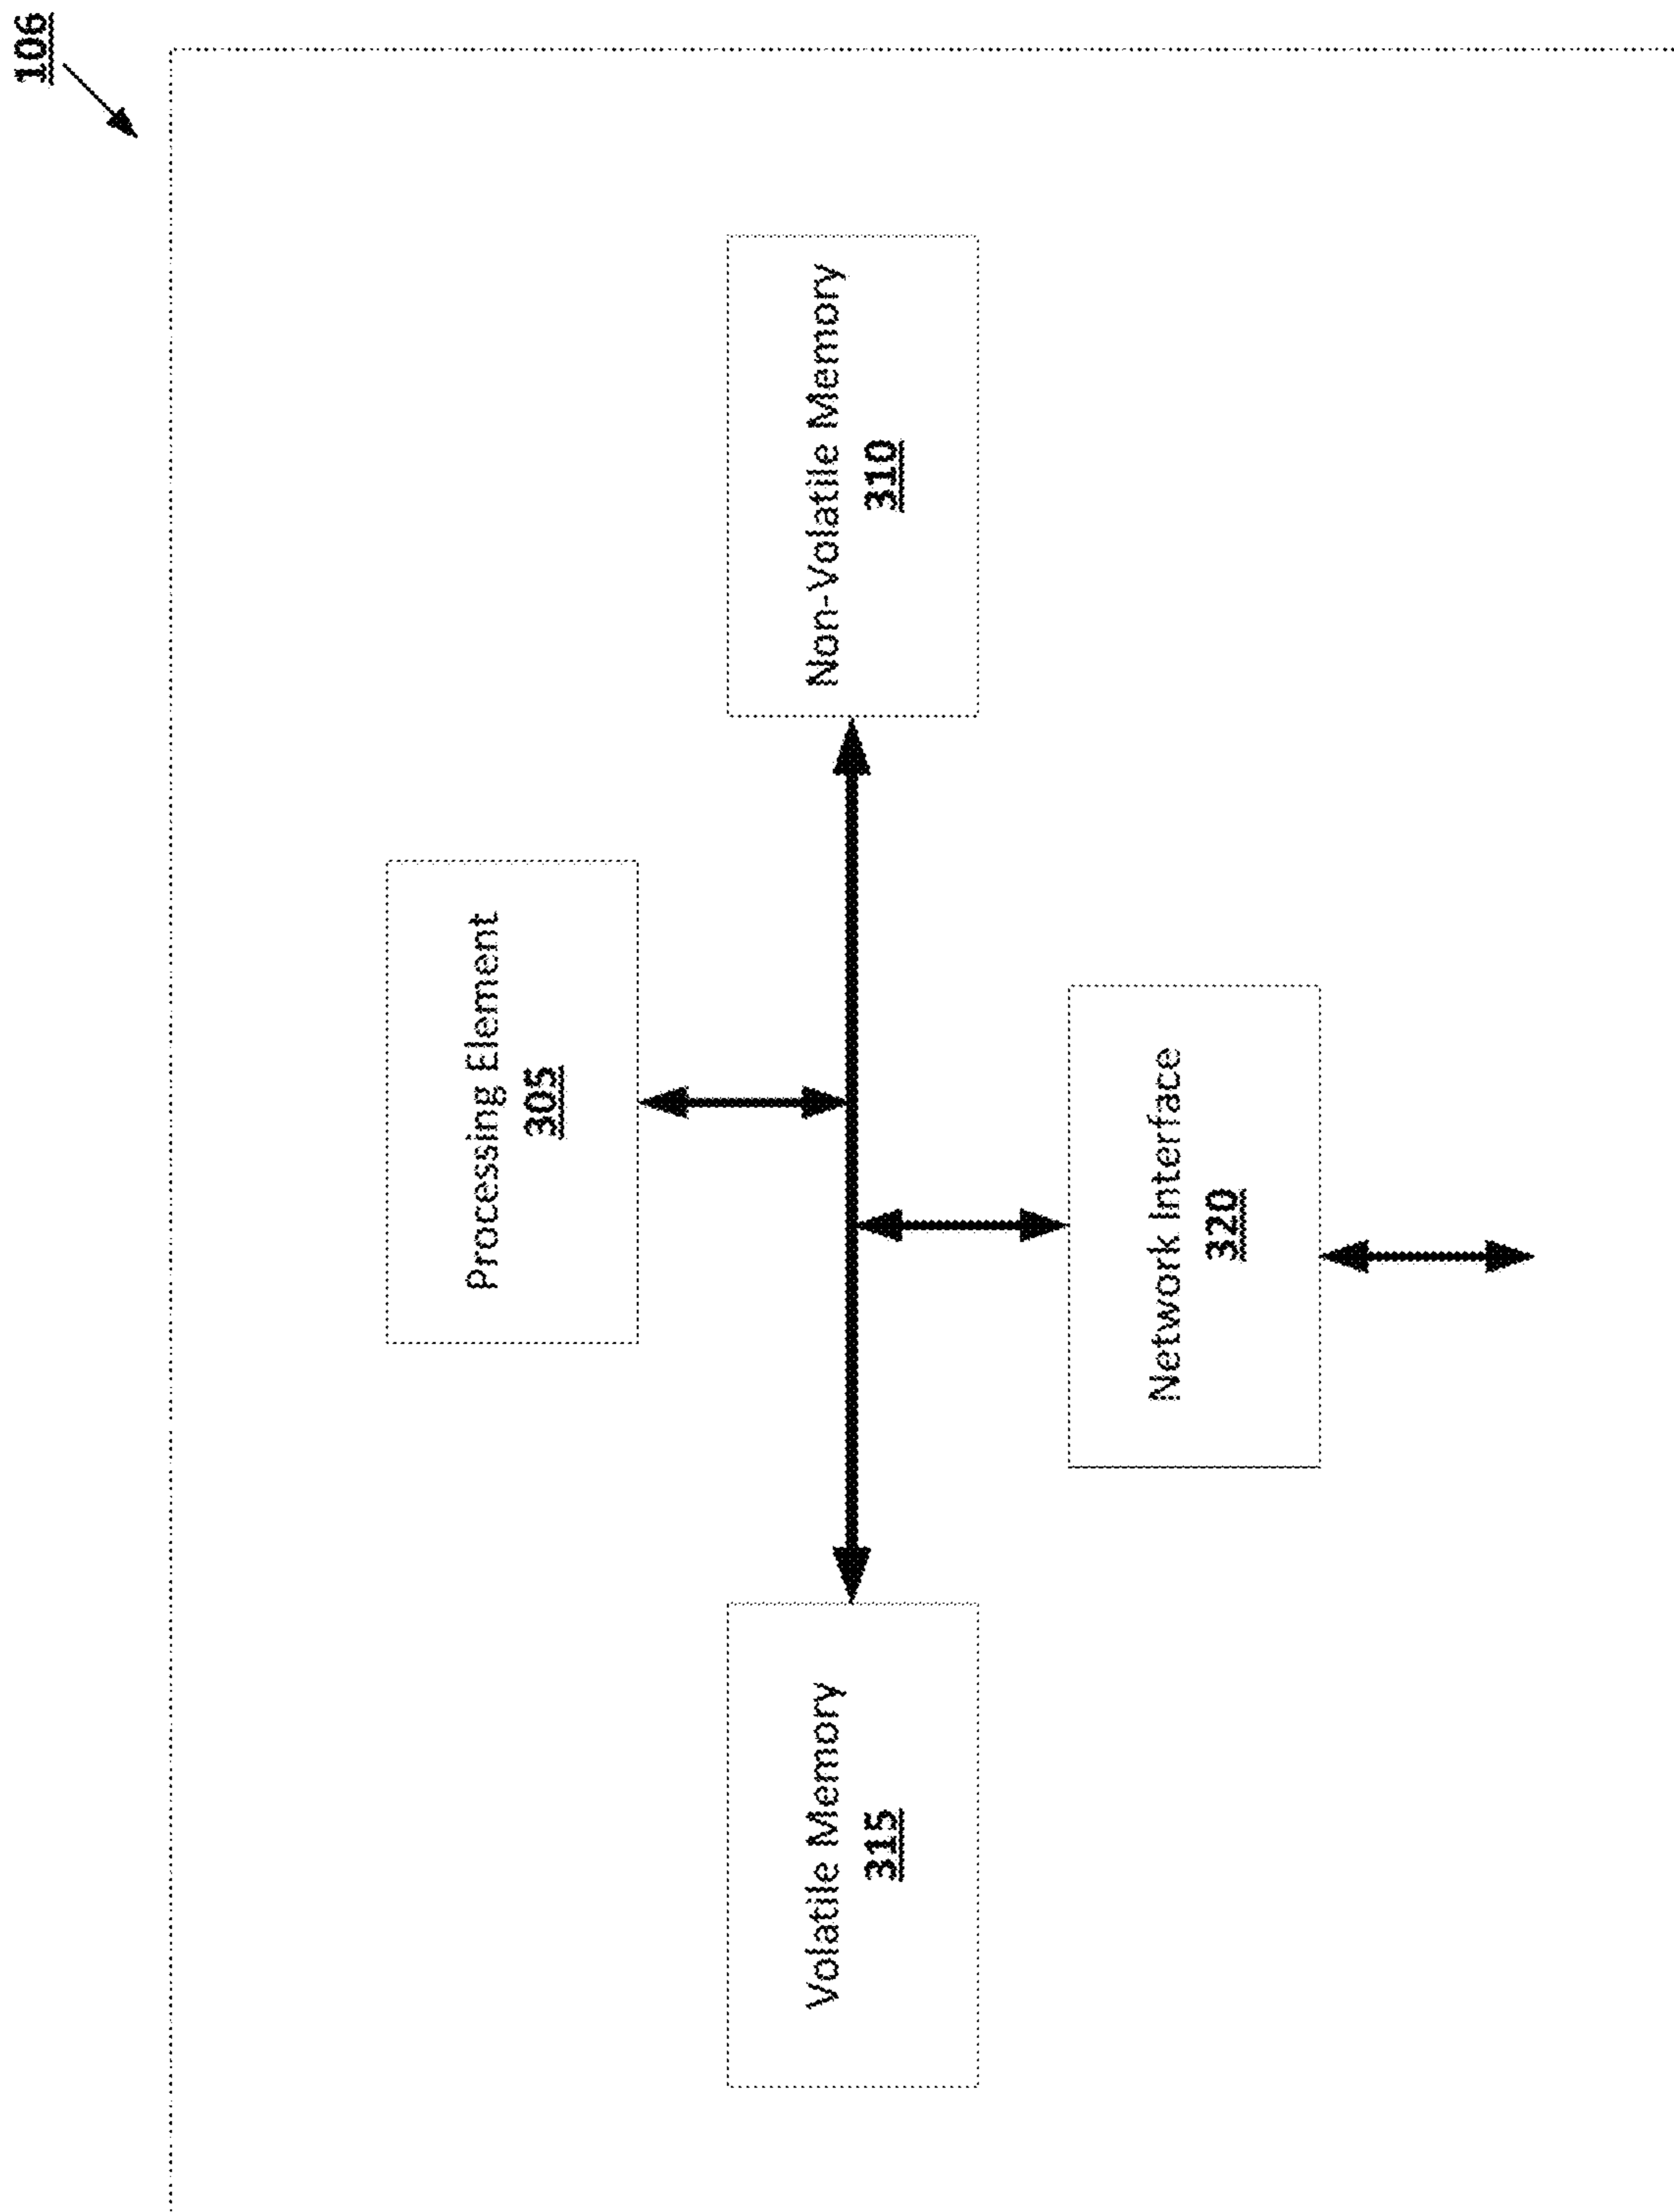 106
Processing Element
305
Volatile Memory
315
Non-Volatile Memory
310
Network Interface
320